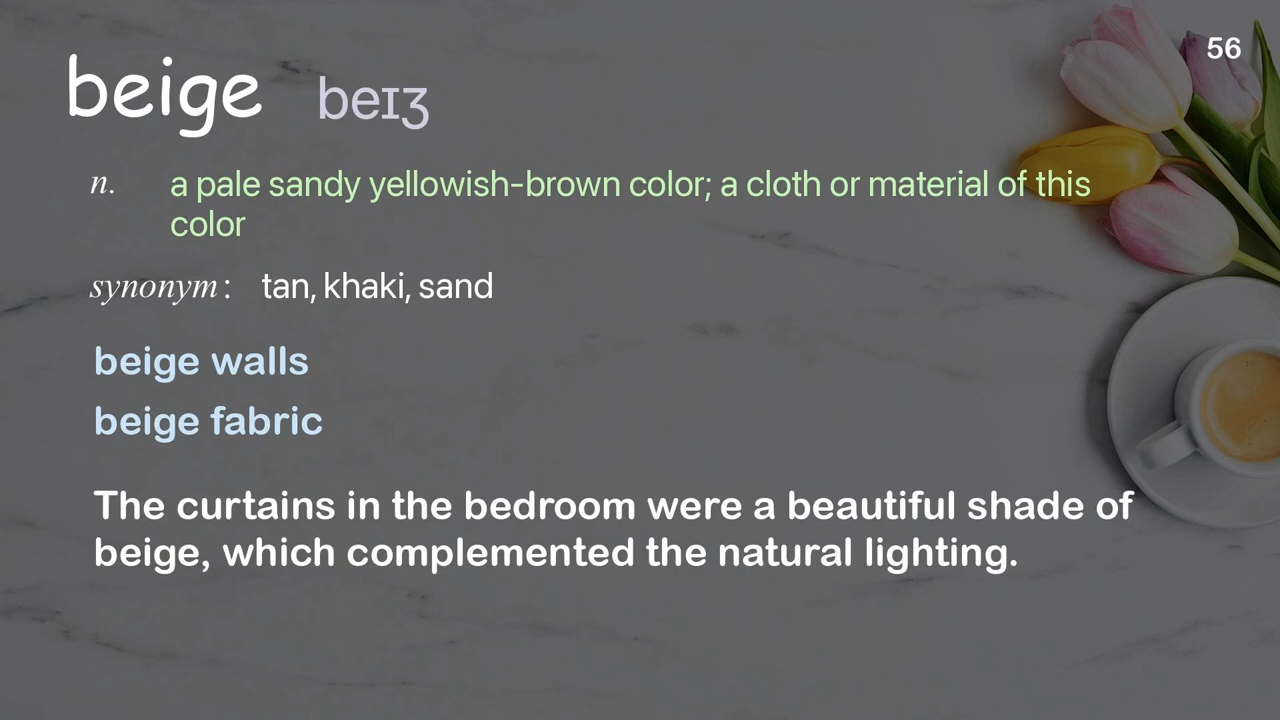 56
beige beɪʒ
n. a pale sandy yellowish-brown color; a cloth or material of this
color
synonym: tan, khaki, sand
beige walls
beige fabric
The curtains in the bedroom were a beautiful shade of
beige, which complemented the natural lighting.